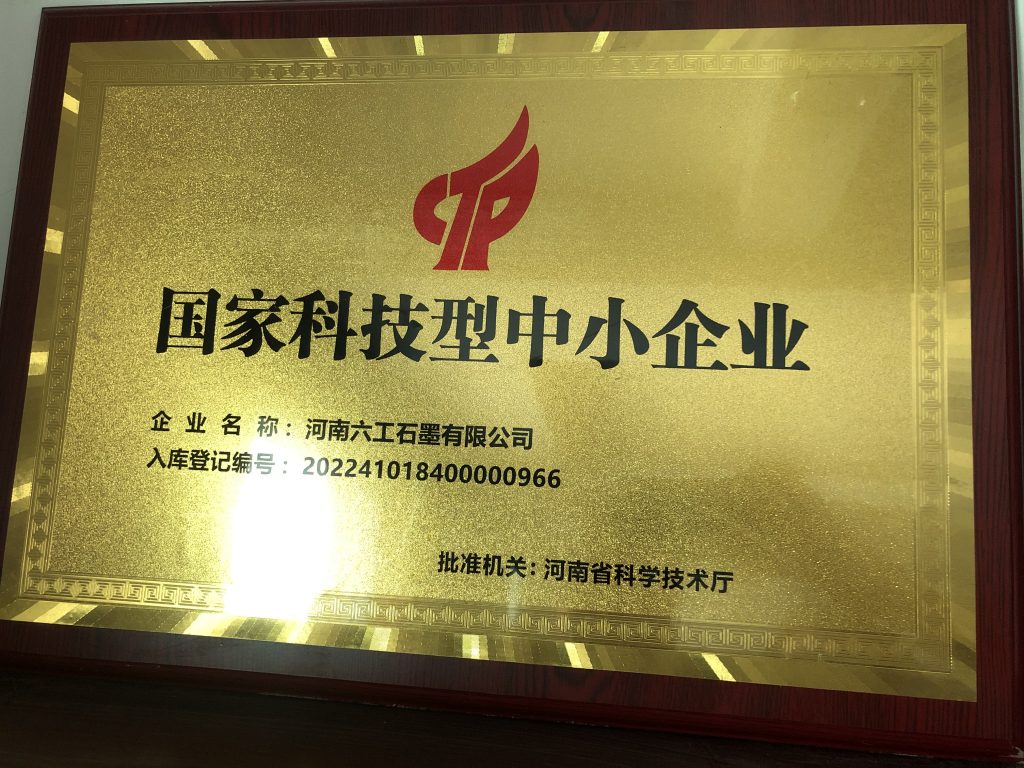 CTP
国家科技型中小企业
企业名称：河南六工石墨有限公司
入库登记编号：202241018400000966
批准机关：河南省科学技术厅